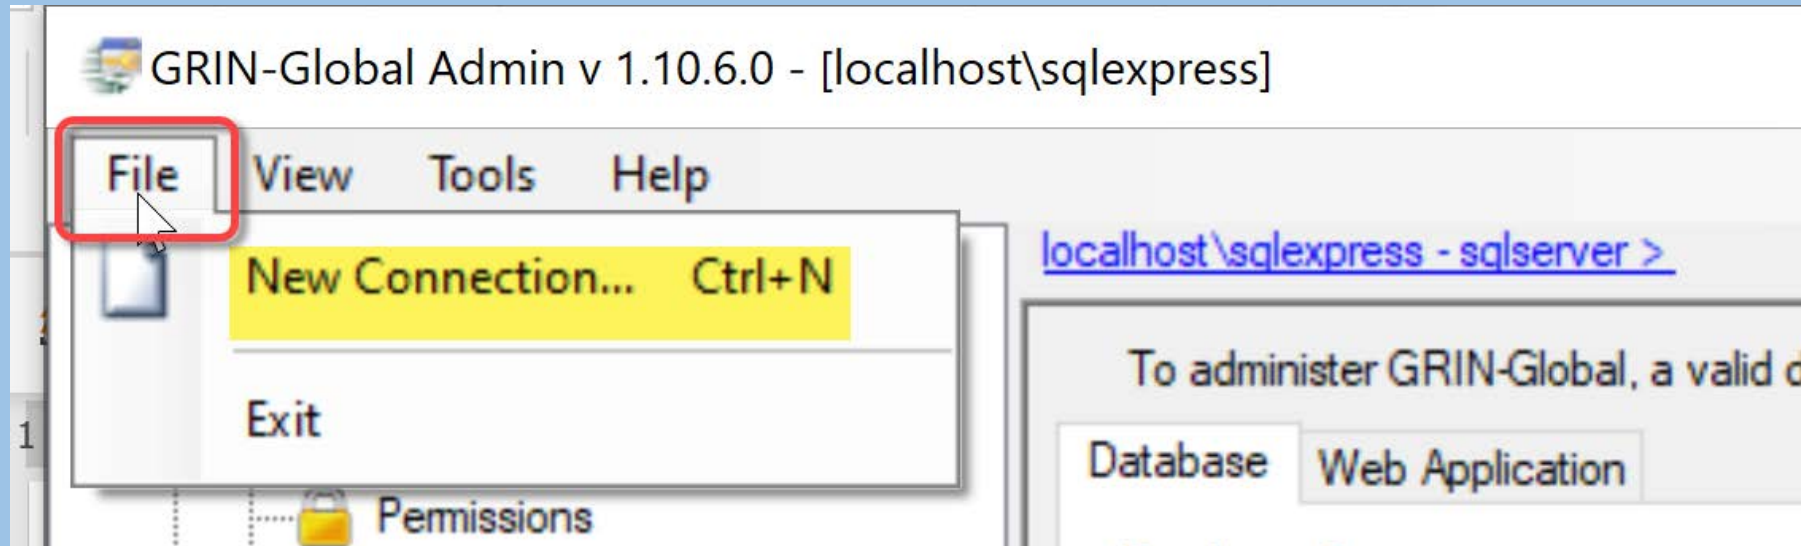 GRIN-Global Admin v 1.10.6.0 - [localhost\sqlexpress]
File View Tools Help
New Connection... Ctrl+N
localhost\sqlexpress - sqlserver >
To administer GRIN-Global, a valid
Exit
1
Database Web Application
Permissions